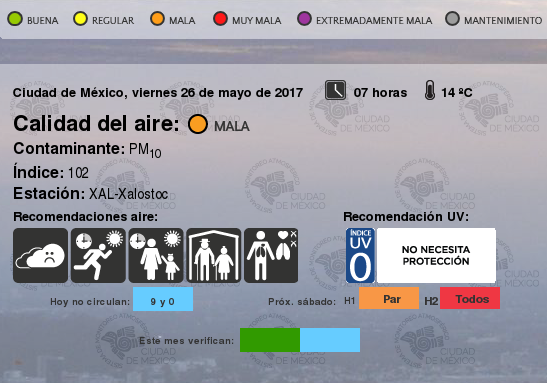 BUENA REGULAR MALA MUY MALA EXTREMADAMENTE MALA MANTENIMIENTO
Ciudad de México, viernes 26 de mayo de 2017 07 horas 14 ºC
Calidad del aire: MALA
Contaminante: PM10
Índice: 102
Estación: XAL-Xalostoc
Recomendaciones aire: Recomendación UV:
ÍNDICE
UV
0
NO NECESITA
PROTECCIÓN
Hoy no circulan: 9 y 0 Próx. sábado: H1 Par H2 Todos
Este mes verifican:
CIUDAD
DE MÉXICO